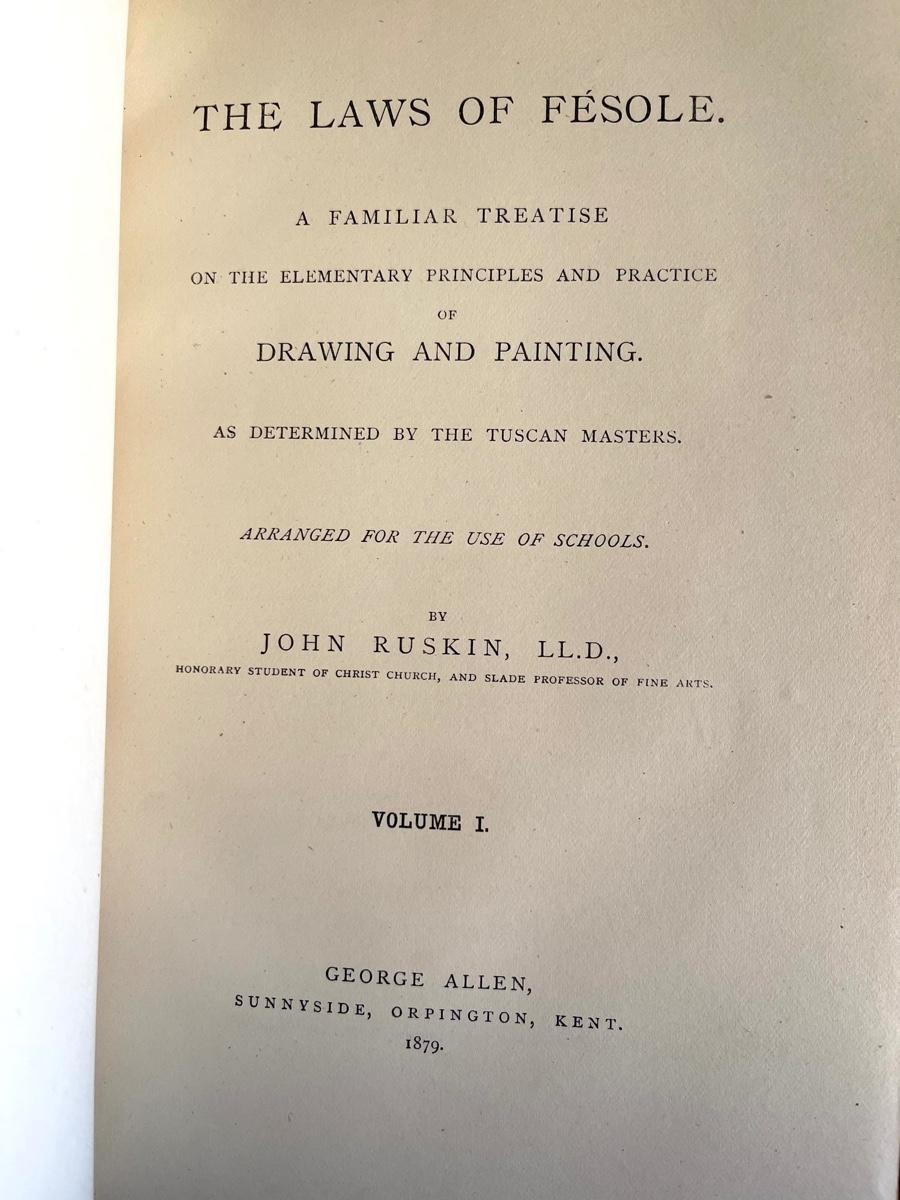 THE LAWS OF FÉSOLE.
A FAMILIAR TREATISE
ON THE ELEMENTARY PRINCIPLES AND PRACTICE
OF
DRAWING AND PAINTING.
AS DETERMINED BY THE TUSCAN MASTERS.
ARRANGED FOR THE USE OF SCHOOLS.
BY
JOHN RUSKIN, LL.D.,
HONORARY STUDENT OF CHRIST CHURCH, AND SLADE PROFESSOR OF FINE ARTS.
VOLUME I.
GEORGE ALLEN,
SUNNYSIDE, ORPINGTON, KENT.
1879.